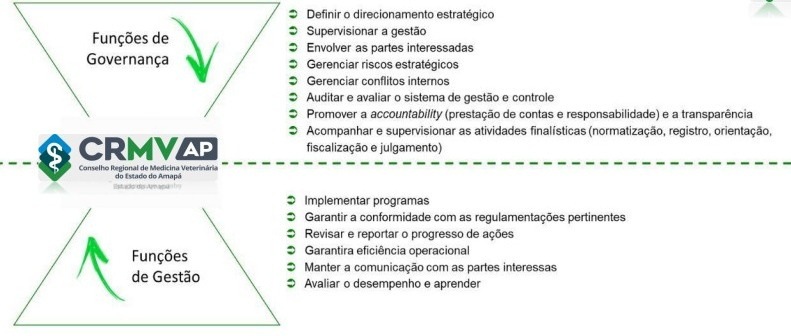 Funções de
Governança
Definir o direcionamento estratégico
Supervisionar a gestão
Envolver as partes interessadas
Gerenciar riscos estratégicos
Gerenciar conflitos internos
Auditar e avaliar o sistema de gestão e controle
Promover a accountability (prestação de contas e responsabilidade) e a transparência
Acompanhar e supervisionar as atividades finalísticas (normatização, registro, orientação,
fiscalização e julgamento)
CRMV AP
Conselho Regional de Medicina Veterinária
do Estado do Amapá
Funções
de Gestão
Implementar programas
Garantir a conformidade com as regulamentações pertinentes
Revisar e reportar o progresso de ações
Garantira eficiência operacional
Manter a comunicação com as partes interessas
Avaliar o desempenho e aprender